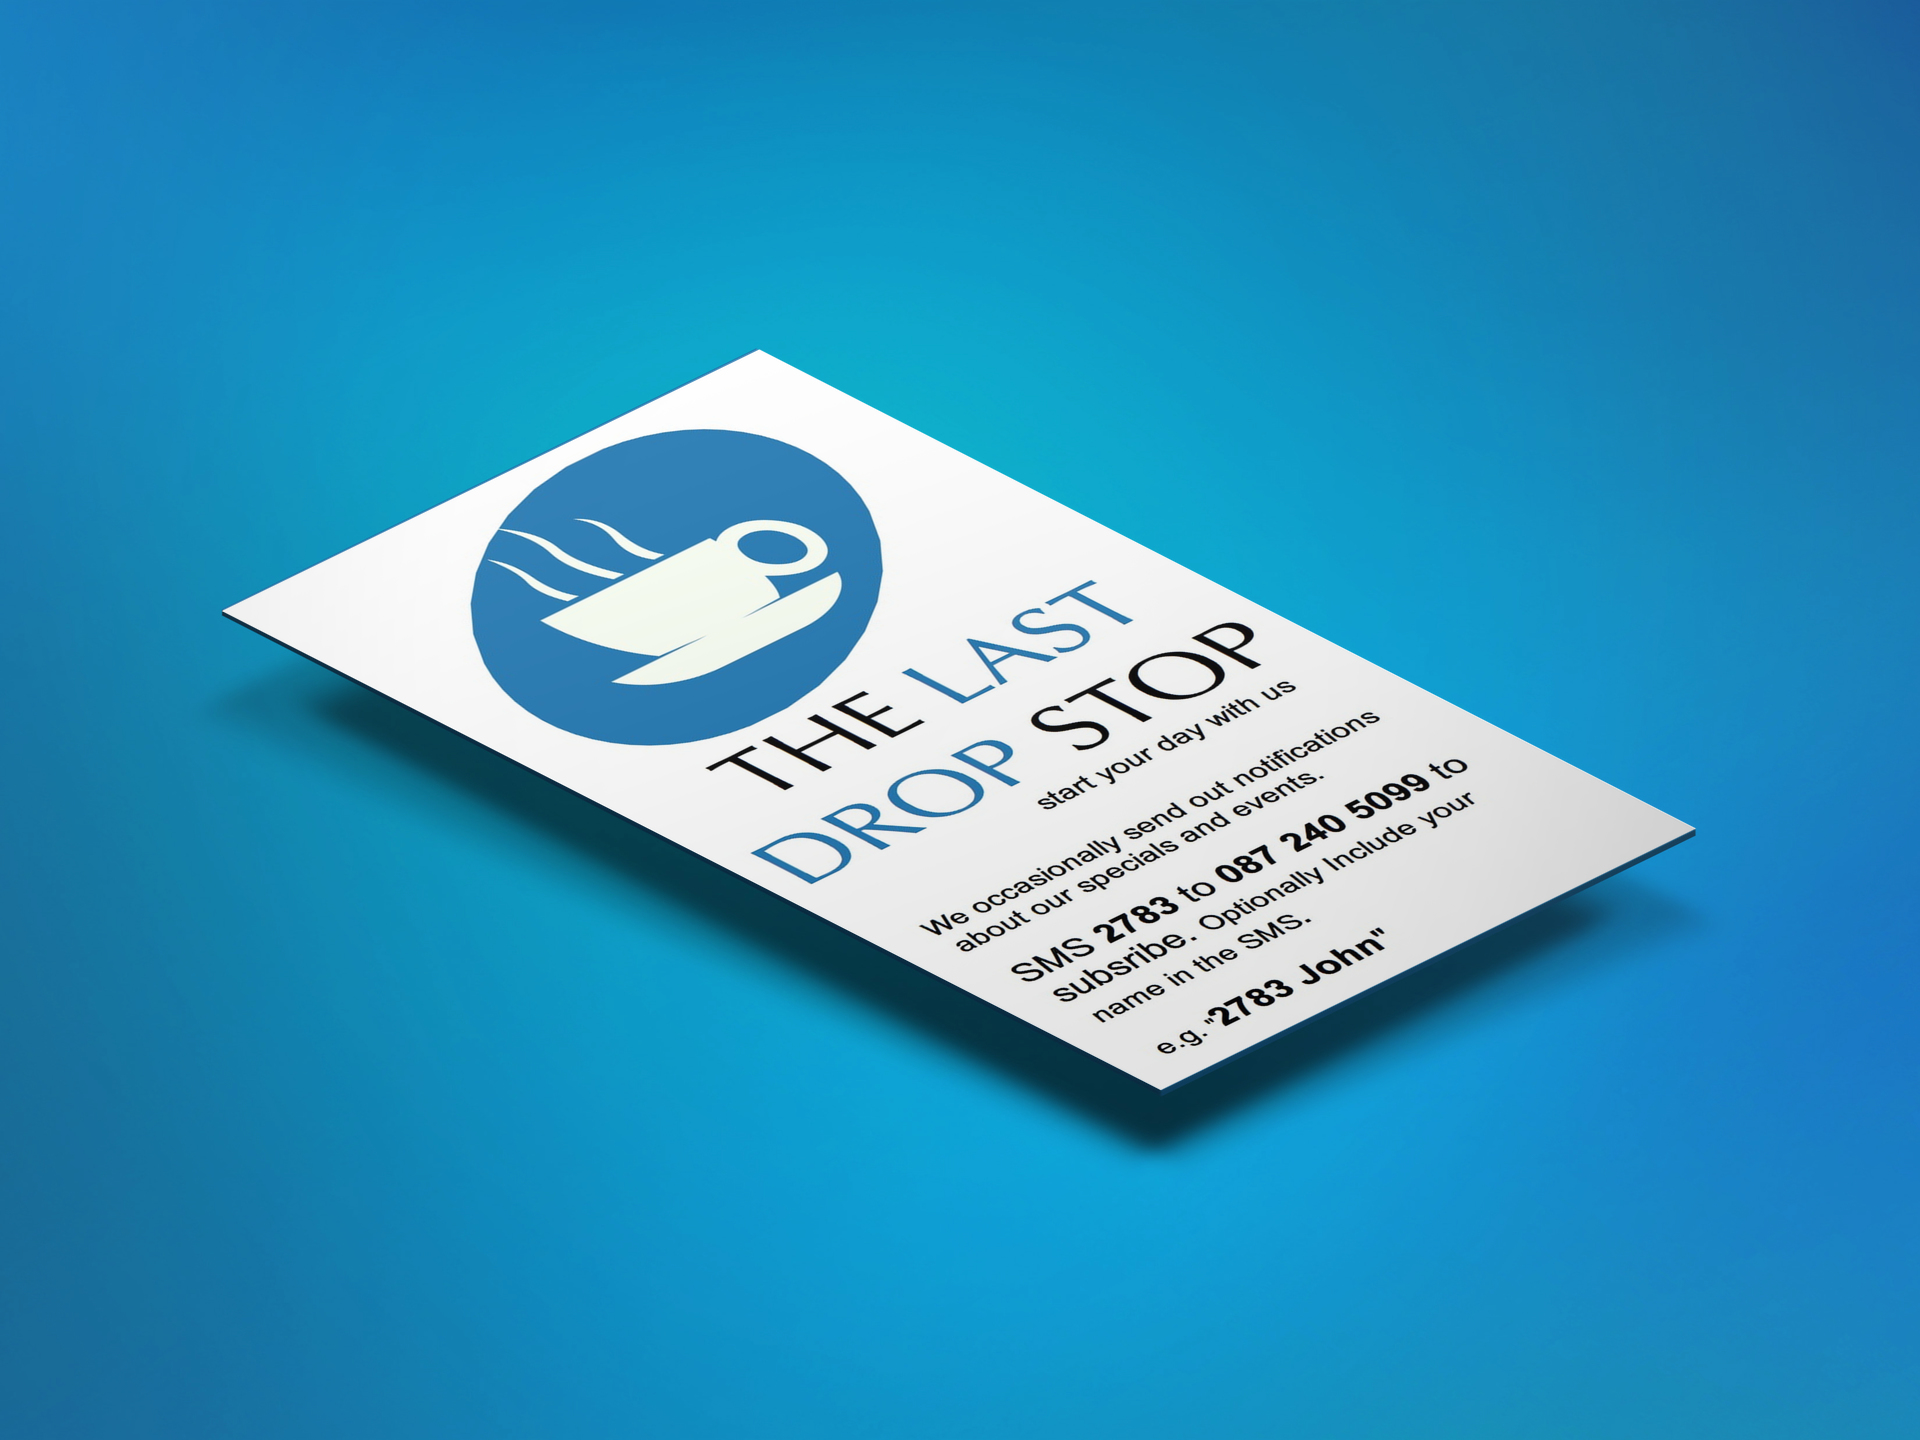 THE LAST
DROP STOP
start your day with us
We occasionally send out notifications
about our specials and events.
SMS 2783 to 087 240 5099 to
subsribe. Optionally Include your
name in the SMS.
e.g."2783 John"